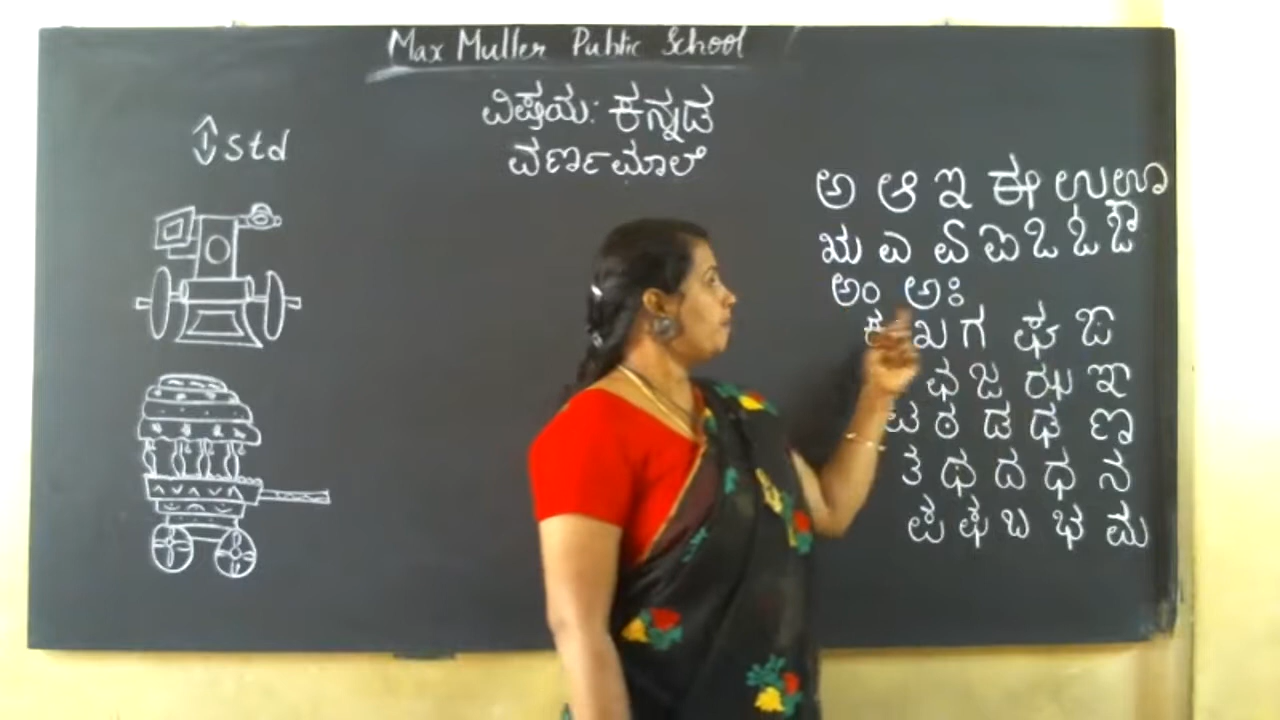 Max Muller Public School
ವಿಷಯ: ಕನ್ನಡ
ವರ್ಣಮಾಲೆ
I Std
ಅ ಆ ಇ ಈ ಉ ಊ
ಋ ಎ ಏ ಐ ಒ ಓ ಔ
ಅಂ ಅಃ
ಕ ಖ ಗ ಘ ಙ
ಛ ಜ ಝ ಞ
ಟ ಠ ಡ ಢ ಣ
ತ ಥ ದ ಧ ನ
ಪ ಫ ಬ ಭ ಮ